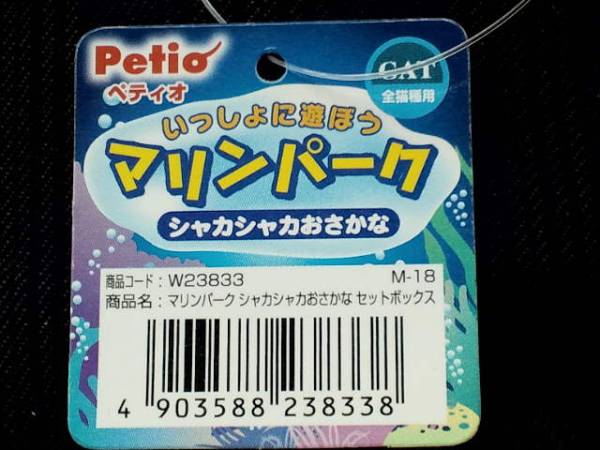 Petio
ペティオ
CAT
全猫種用
いっしょに遊ぼう
マリンパーク
シャカシャカおさかな
商品コード: W23833 M-18
商品名: マリンパーク シャカシャカおさかな セットボックス
4 903588 238338